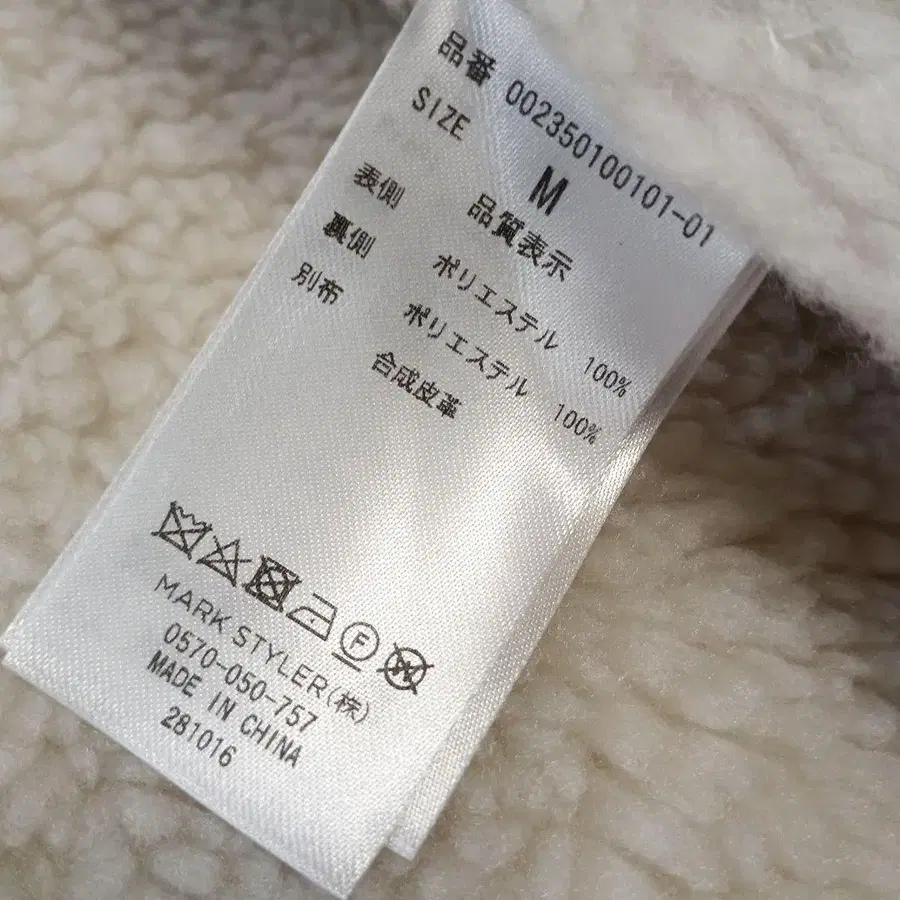 品番 002350100101-01
SIZE M
品質表示
表側 ポリエステル 100%
裏側 ポリエステル 100%
別布 合成皮革
F
W
MARK STYLER(株)
0570-050-757
MADE IN CHINA
281016